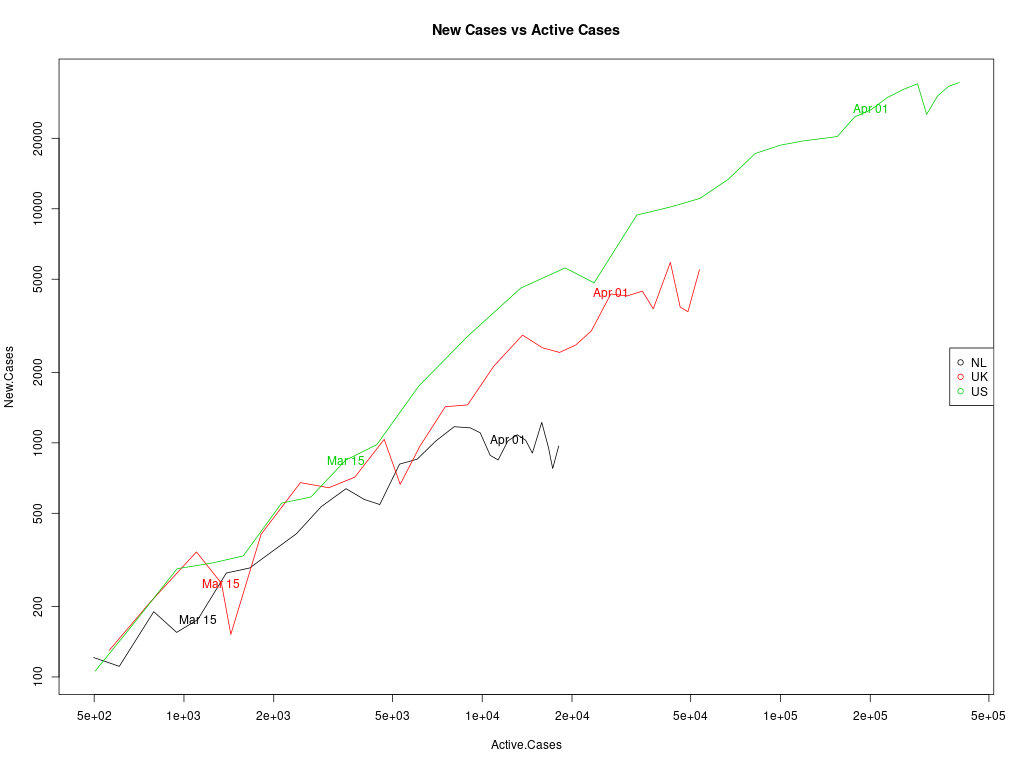 New Cases vs Active Cases
New.Cases
20000
10000
5000
2000
1000
500
200
100
Apr 01
Apr 01
Apr 01
Mar 15
Mar 15
Mar 15
NL
UK
US
5e+02 1e+03 2e+03 5e+03 1e+04 2e+04 5e+04 1e+05 2e+05 5e+05
Active.Cases